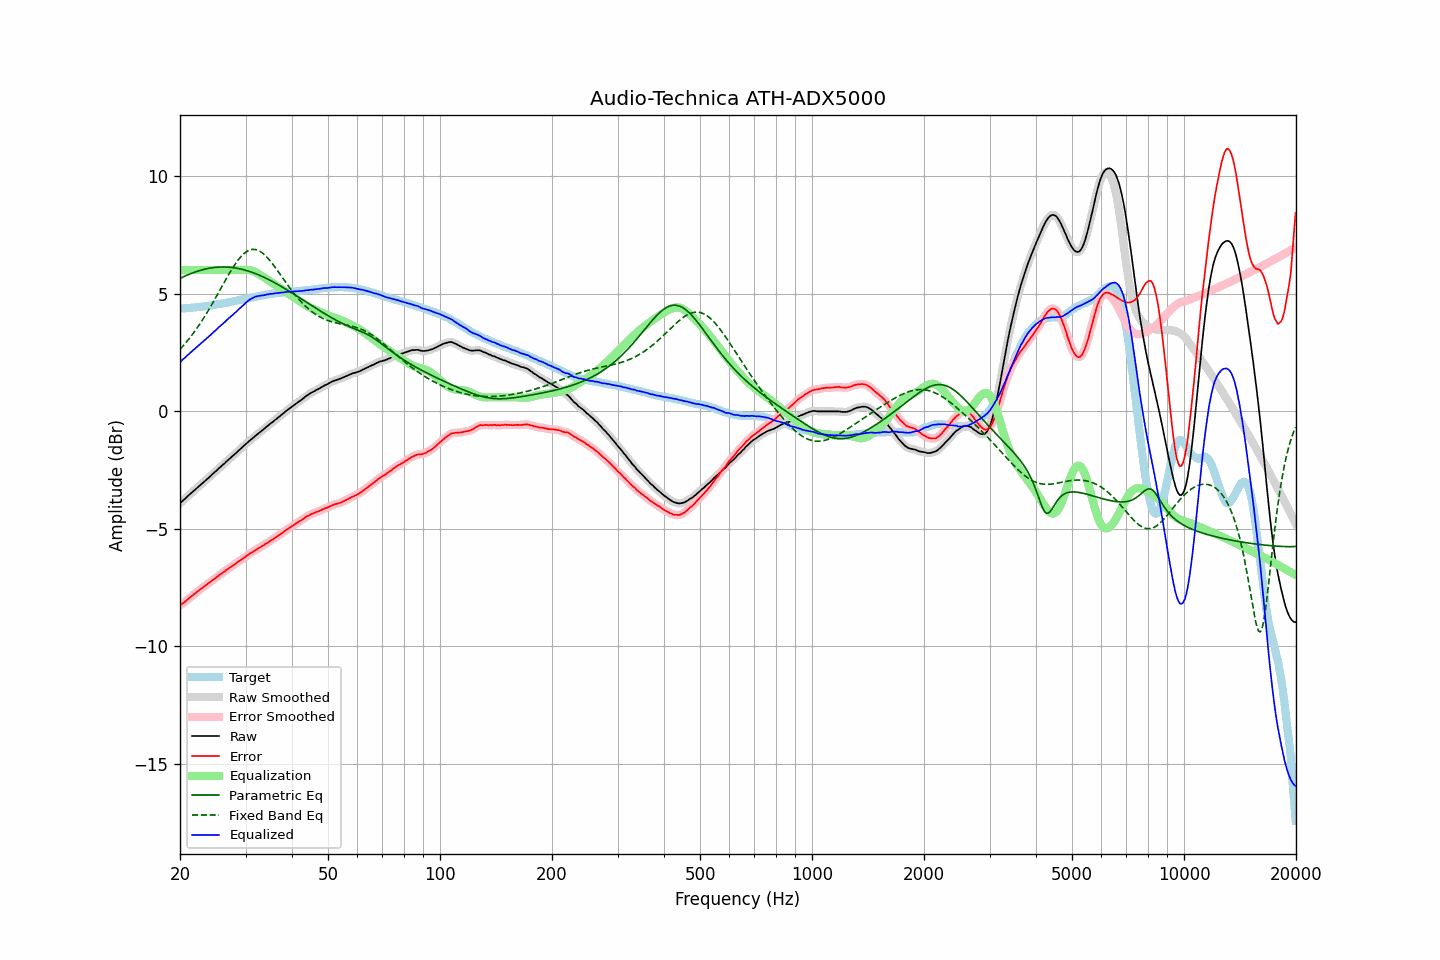 Audio-Technica ATH-ADX5000
Amplitude (dBr)
10
5
0
−5
−10
−15
Target
Raw Smoothed
Error Smoothed
Raw
Error
Equalization
Parametric Eq
Fixed Band Eq
Equalized
20 50 100 200 500 1000 2000 5000 10000 20000
Frequency (Hz)